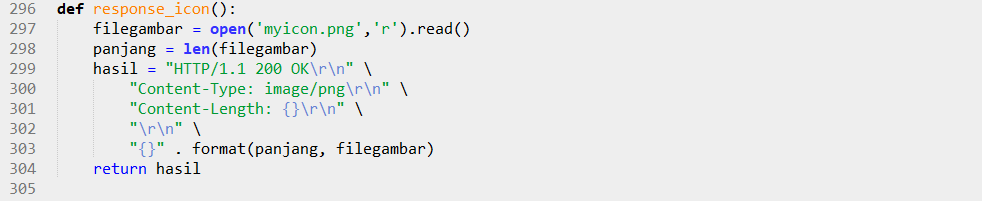 296 def response_icon():
297     filegambar = open('myicon.png','r').read()
298     panjang = len(filegambar)
299     hasil = "HTTP/1.1 200 OK\r\n" \
300         "Content-Type: image/png\r\n" \
301         "Content-Length: {}\r\n" \
302         "\r\n" \
303         "{}" . format(panjang, filegambar)
304     return hasil
305